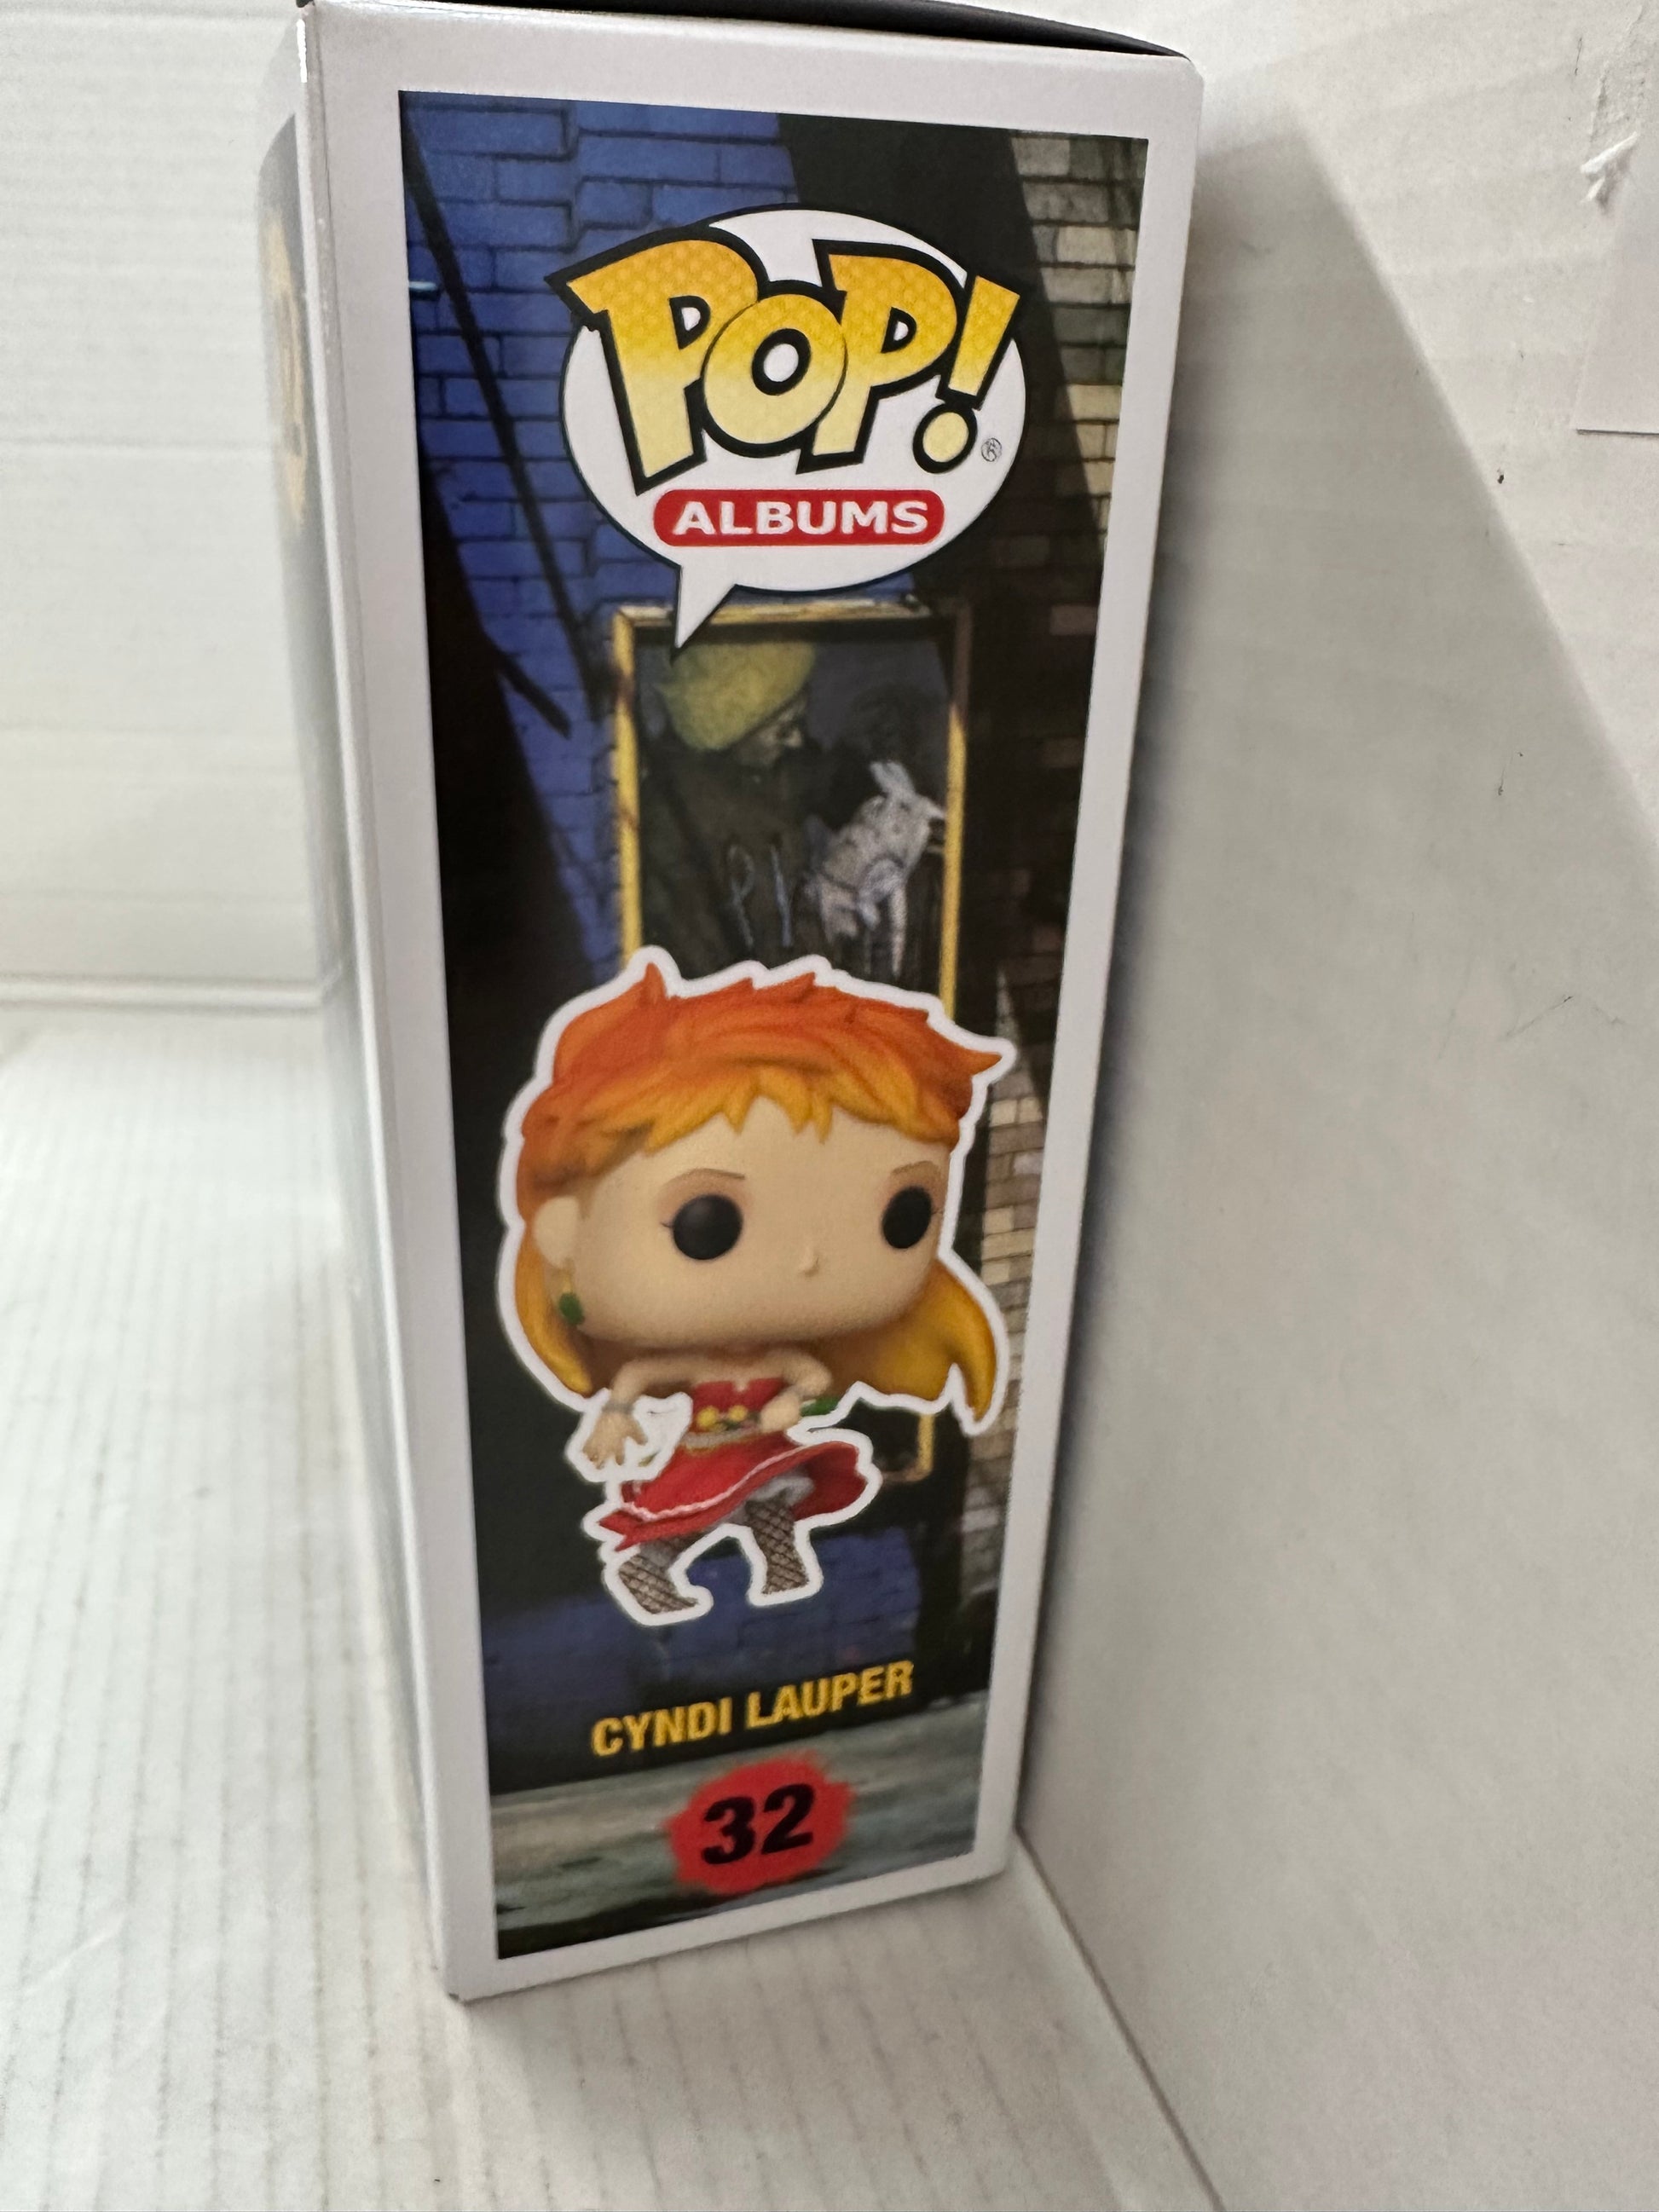 POP!
®
ALBUMS
CYNDI LAUPER
32